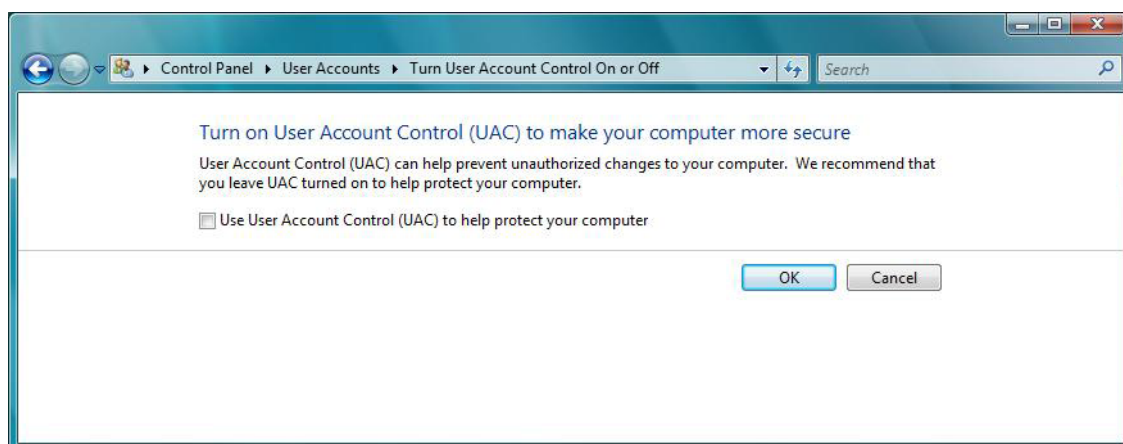 Control Panel User Accounts Turn User Account Control On or Off Search
Turn on User Account Control (UAC) to make your computer more secure
User Account Control (UAC) can help prevent unauthorized changes to your computer. We recommend that
you leave UAC turned on to help protect your computer.
Use User Account Control (UAC) to help protect your computer
OK Cancel